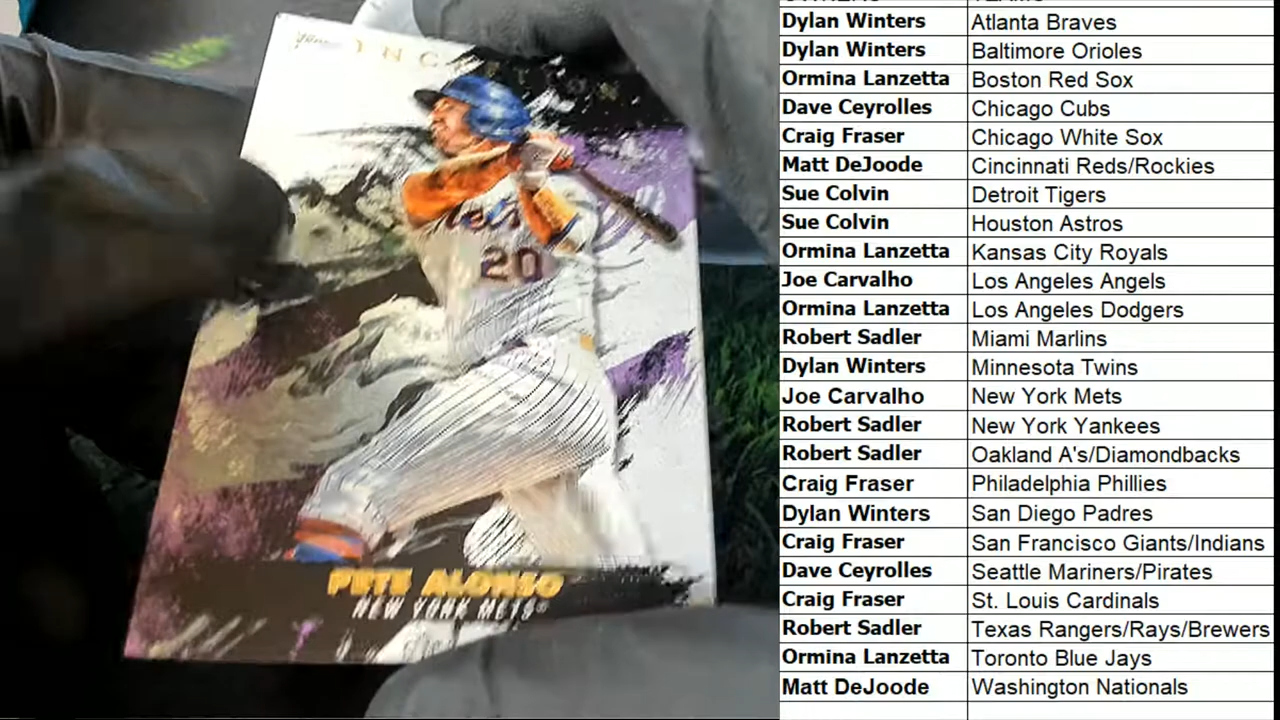 20
PETE ALONSO
NEW YORK METS®
Dylan Winters Atlanta Braves
Dylan Winters Baltimore Orioles
Ormina Lanzetta Boston Red Sox
Dave Ceyrolles Chicago Cubs
Craig Fraser Chicago White Sox
Matt DeJoode Cincinnati Reds/Rockies
Sue Colvin Detroit Tigers
Sue Colvin Houston Astros
Ormina Lanzetta Kansas City Royals
Joe Carvalho Los Angeles Angels
Ormina Lanzetta Los Angeles Dodgers
Robert Sadler Miami Marlins
Dylan Winters Minnesota Twins
Joe Carvalho New York Mets
Robert Sadler New York Yankees
Robert Sadler Oakland A's/Diamondbacks
Craig Fraser Philadelphia Phillies
Dylan Winters San Diego Padres
Craig Fraser San Francisco Giants/Indians
Dave Ceyrolles Seattle Mariners/Pirates
Craig Fraser St. Louis Cardinals
Robert Sadler Texas Rangers/Rays/Brewers
Ormina Lanzetta Toronto Blue Jays
Matt DeJoode Washington Nationals